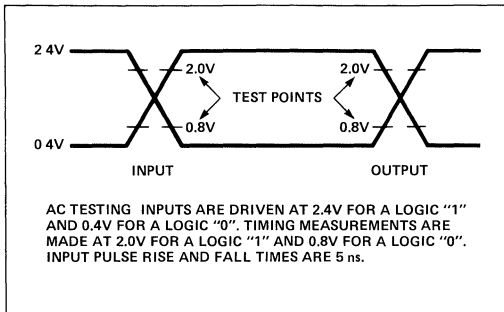 2 4V
2.0V
2.0V
TEST POINTS
0.8V
0.8V
0 4V
INPUT
OUTPUT
AC TESTING INPUTS ARE DRIVEN AT 2.4V FOR A LOGIC "1"
AND 0.4V FOR A LOGIC "0". TIMING MEASUREMENTS ARE
MADE AT 2.0V FOR A LOGIC "1" AND 0.8V FOR A LOGIC "0".
INPUT PULSE RISE AND FALL TIMES ARE 5 ns.